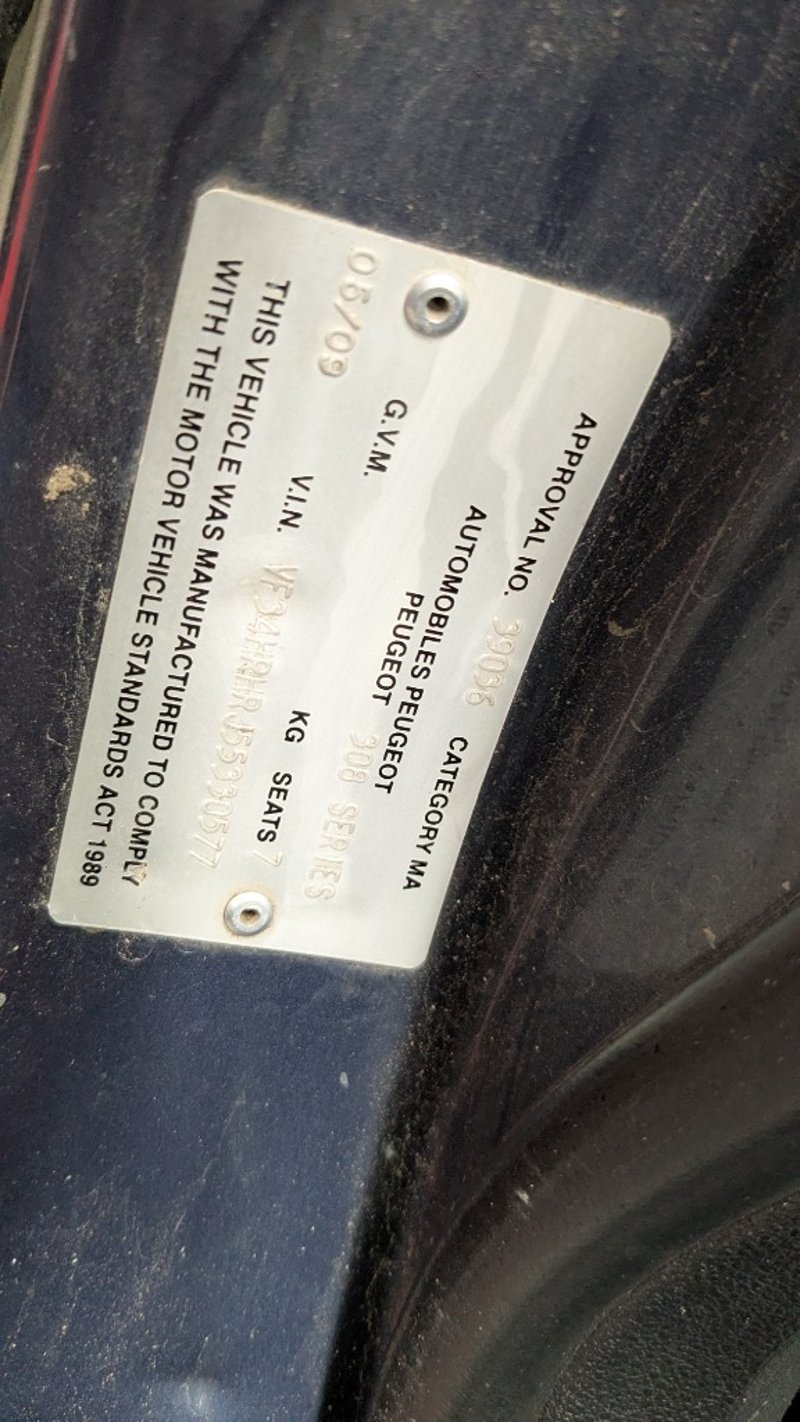 APPROVAL NO. 39036 CATEGORY MA
AUTOMOBILES PEUGEOT
PEUGEOT 308 SERIES
05/09 G.V.M. KG SEATS 7
V.I.N. VF34HRHRJ55330577
THIS VEHICLE WAS MANUFACTURED TO COMPLY
WITH THE MOTOR VEHICLE STANDARDS ACT 1989